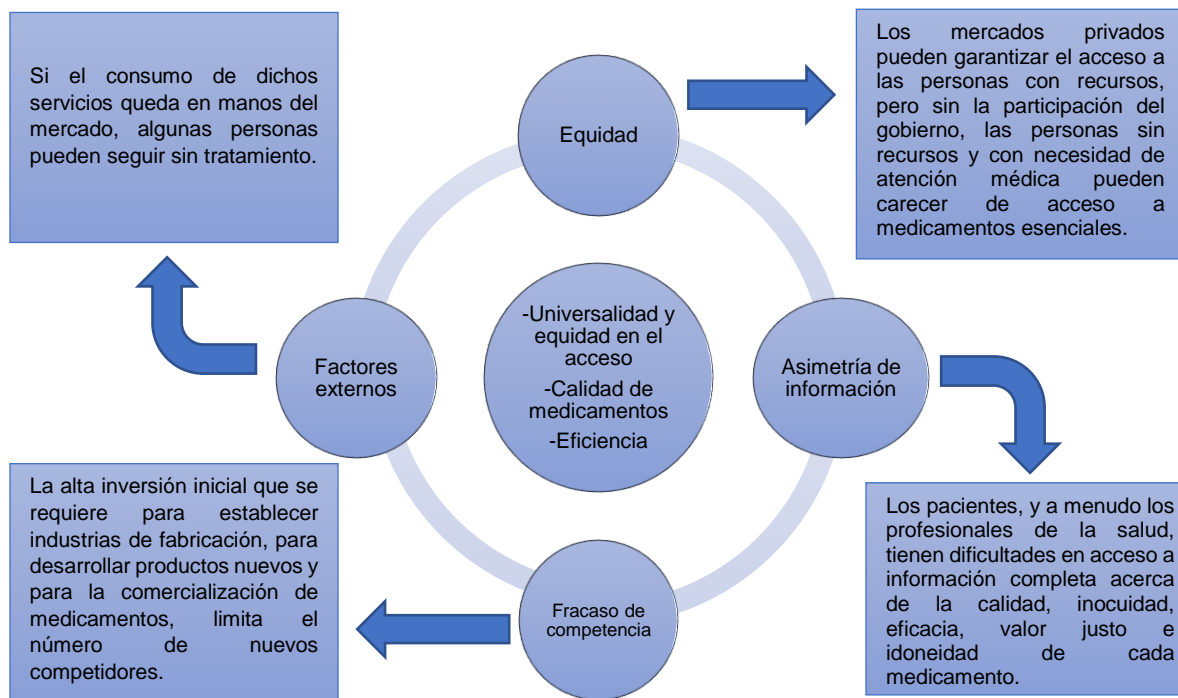 Si el consumo de dichos
servicios queda en manos del
mercado, algunas personas
pueden seguir sin tratamiento.
Equidad
Los mercados privados
pueden garantizar el acceso a
las personas con recursos,
pero sin la participación del
gobierno, las personas sin
recursos y con necesidad de
atención médica pueden
carecer de acceso a
medicamentos esenciales.
Factores
externos
-Universalidad y
equidad en el
acceso
-Calidad de
medicamentos
-Eficiencia
Asimetría de
información
La alta inversión inicial que se
requiere para establecer
industrias de fabricación, para
desarrollar productos nuevos y
para la comercialización de
medicamentos, limita el
número de nuevos
competidores.
Fracaso de
competencia
Los pacientes, y a menudo los
profesionales de la salud,
tienen dificultades en acceso a
información completa acerca
de la calidad, inocuidad,
eficacia, valor justo e
idoneidad de cada
medicamento.